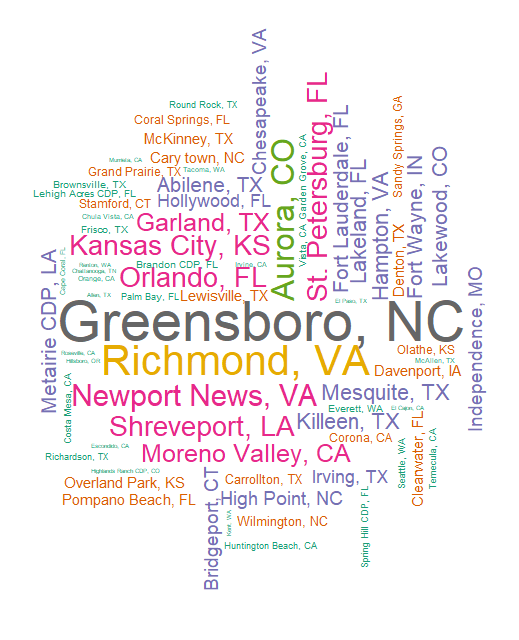 Chesapeake, VA
Round Rock, TX
Coral Springs, FL
McKinney, TX
Murrieta, CA
Cary town, NC
Grand Prairie, TX
Tacoma, WA
Brownsville, TX
Abilene, TX
Lehigh Acres CDP, FL
Stamford, CT
Hollywood, FL
Chula Vista, CA
Garland, TX
Frisco, TX
Kansas City, KS
Aurora, CO
Vista, CA
Garden Grove, CA
St. Petersburg, FL
Fort Lauderdale, FL
Lakeland, FL
Hampton, VA
Sandy Springs, GA
Denton, TX
Fort Wayne, IN
Lakewood, CO
Independence, MO
Metairie CDP, LA
Cape Coral, FL
Renton, WA
Chattanooga, TN
Orange, CA
Brandon CDP, FL
Irvine, CA
Orlando, FL
Allen, TX
Palm Bay, FL
Lewisville, TX
El Paso, TX
Greensboro, NC
Roseville, CA
Hillsboro, OR
Richmond, VA
Olathe, KS
McAllen, TX
Davenport, IA
Costa Mesa, CA
Newport News, VA
Mesquite, TX
Everett, WA
El Cajon, CA
Shreveport, LA
Killeen, TX
Corona, CA
Clearwater, FL
Temecula, CA
Seattle, WA
Escondido, CA
Moreno Valley, CA
Richardson, TX
Highlands Ranch CDP, CO
Overland Park, KS
Bridgeport, CT
Carrollton, TX
Irving, TX
Pompano Beach, FL
High Point, NC
Spring Hill CDP, FL
Kent, WA
Wilmington, NC
Huntington Beach, CA